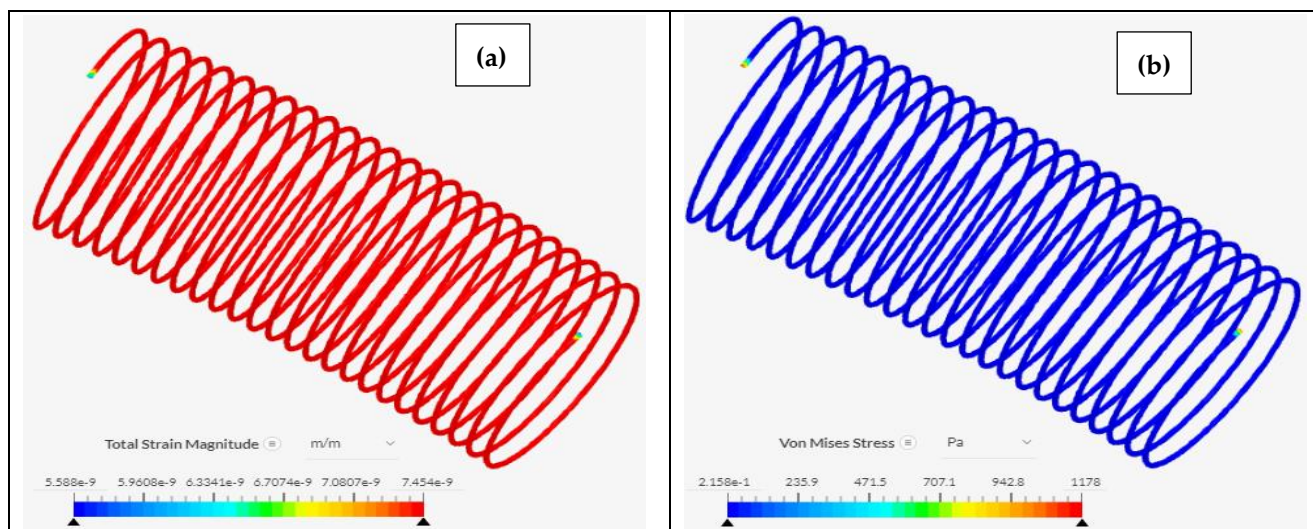 (a)
Total Strain Magnitude m/m
5.588e-9 5.9608e-9 6.3341e-9 6.7074e-9 7.0807e-9 7.454e-9
(b)
Von Mises Stress Pa
2.158e-1 235.9 471.5 707.1 942.8 1178